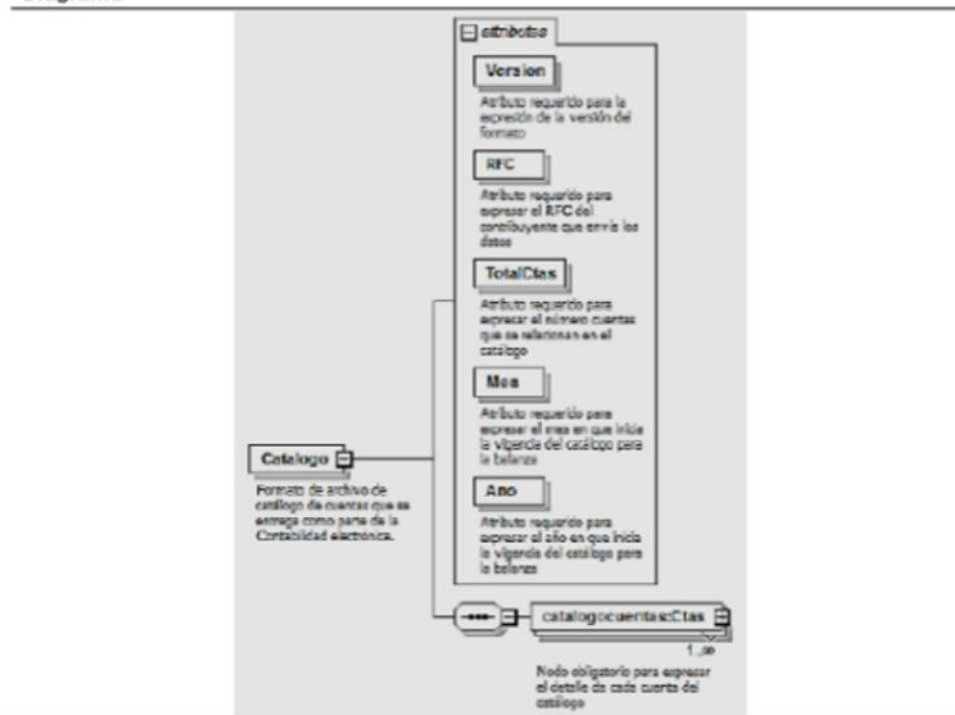 attributes
Version
Atributo requerido para la
expresión de la versión del
formato
RFC
Atributo requerido para
expresar el RFC del
contribuyente que envía los
datos
TotalCtas
Atributo requerido para
expresar el número cuentas
que se relacionan en el
catálogo
Mes
Atributo requerido para
expresar el mes en que inicia
la vigencia del catálogo para
la balanza
Ano
Atributo requerido para
expresar el año en que inicia
la vigencia del catálogo para
la balanza
Catalogo
Formato de archivo de
catálogo de cuentas que se
entrega como parte de la
Contabilidad electrónica.
catalogocuentas:Ctas
1..∞
Nodo obligatorio para expresar
el detalle de cada cuenta del
catálogo